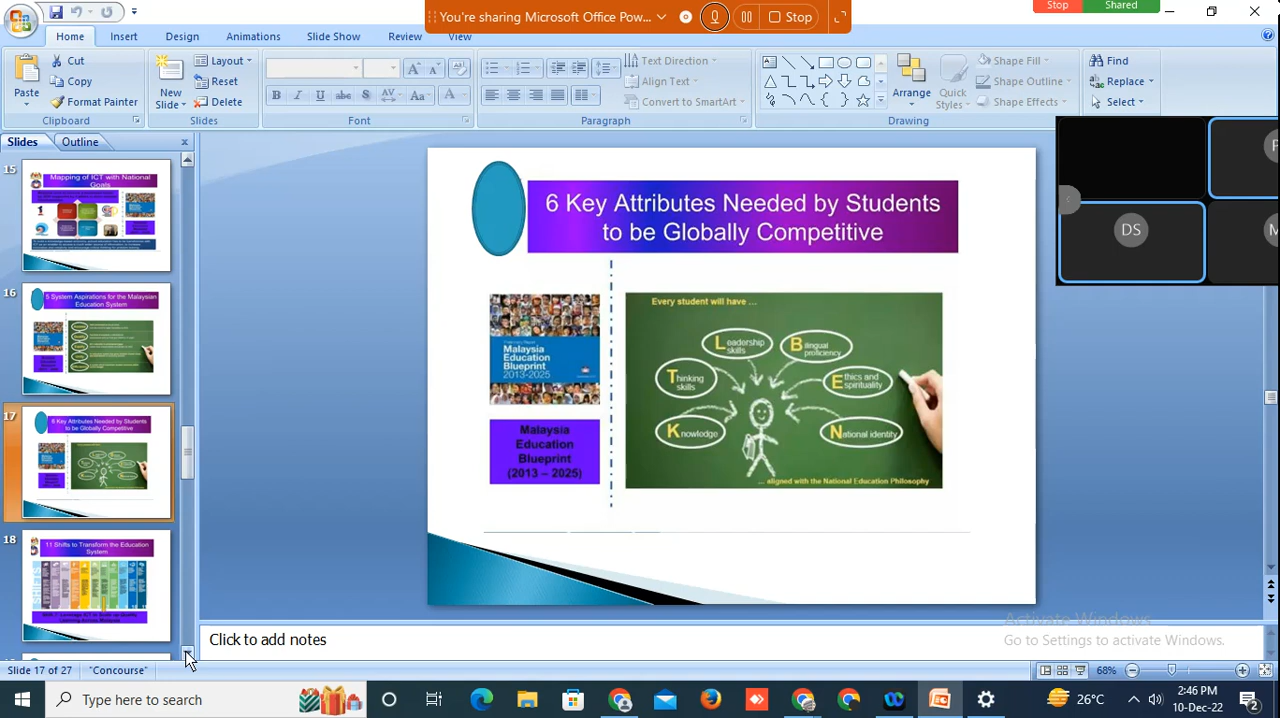 You're sharing Microsoft Office Pow...
Stop
Stop
Shared
Home
Insert
Design
Animations
Slide Show
Review
View
Paste
Cut
Copy
Format Painter
Clipboard
New
Slide
Layout
Reset
Delete
Slides
B I U abc S AV Aa A
Font
Text Direction
Align Text
Convert to SmartArt
Paragraph
Arrange
Quick
Styles
Shape Fill
Shape Outline
Shape Effects
Drawing
Find
Replace
Select
Editing
Slides
Outline
15
Mapping of ICT with National
Goals
16
5 System Aspirations for the Malaysian
Education System
17
6 Key Attributes Needed by Students
to be Globally Competitive
18
11 Shifts to Transform the Education
System
6 Key Attributes Needed by Students
to be Globally Competitive
Malaysia
Education
Blueprint
2013-2025
Malaysia
Education
Blueprint
(2013 – 2025)
Every student will have ...
Leadership
skills
Bilingual
proficiency
Thinking
skills
Ethics and
spirituality
Knowledge
National identity
... aligned with the National Education Philosophy
DS
Activate Windows
Go to Settings to activate Windows.
Click to add notes
Slide 17 of 27
"Concourse"
68%
Type here to search
26°C
2:46 PM
10-Dec-22
2